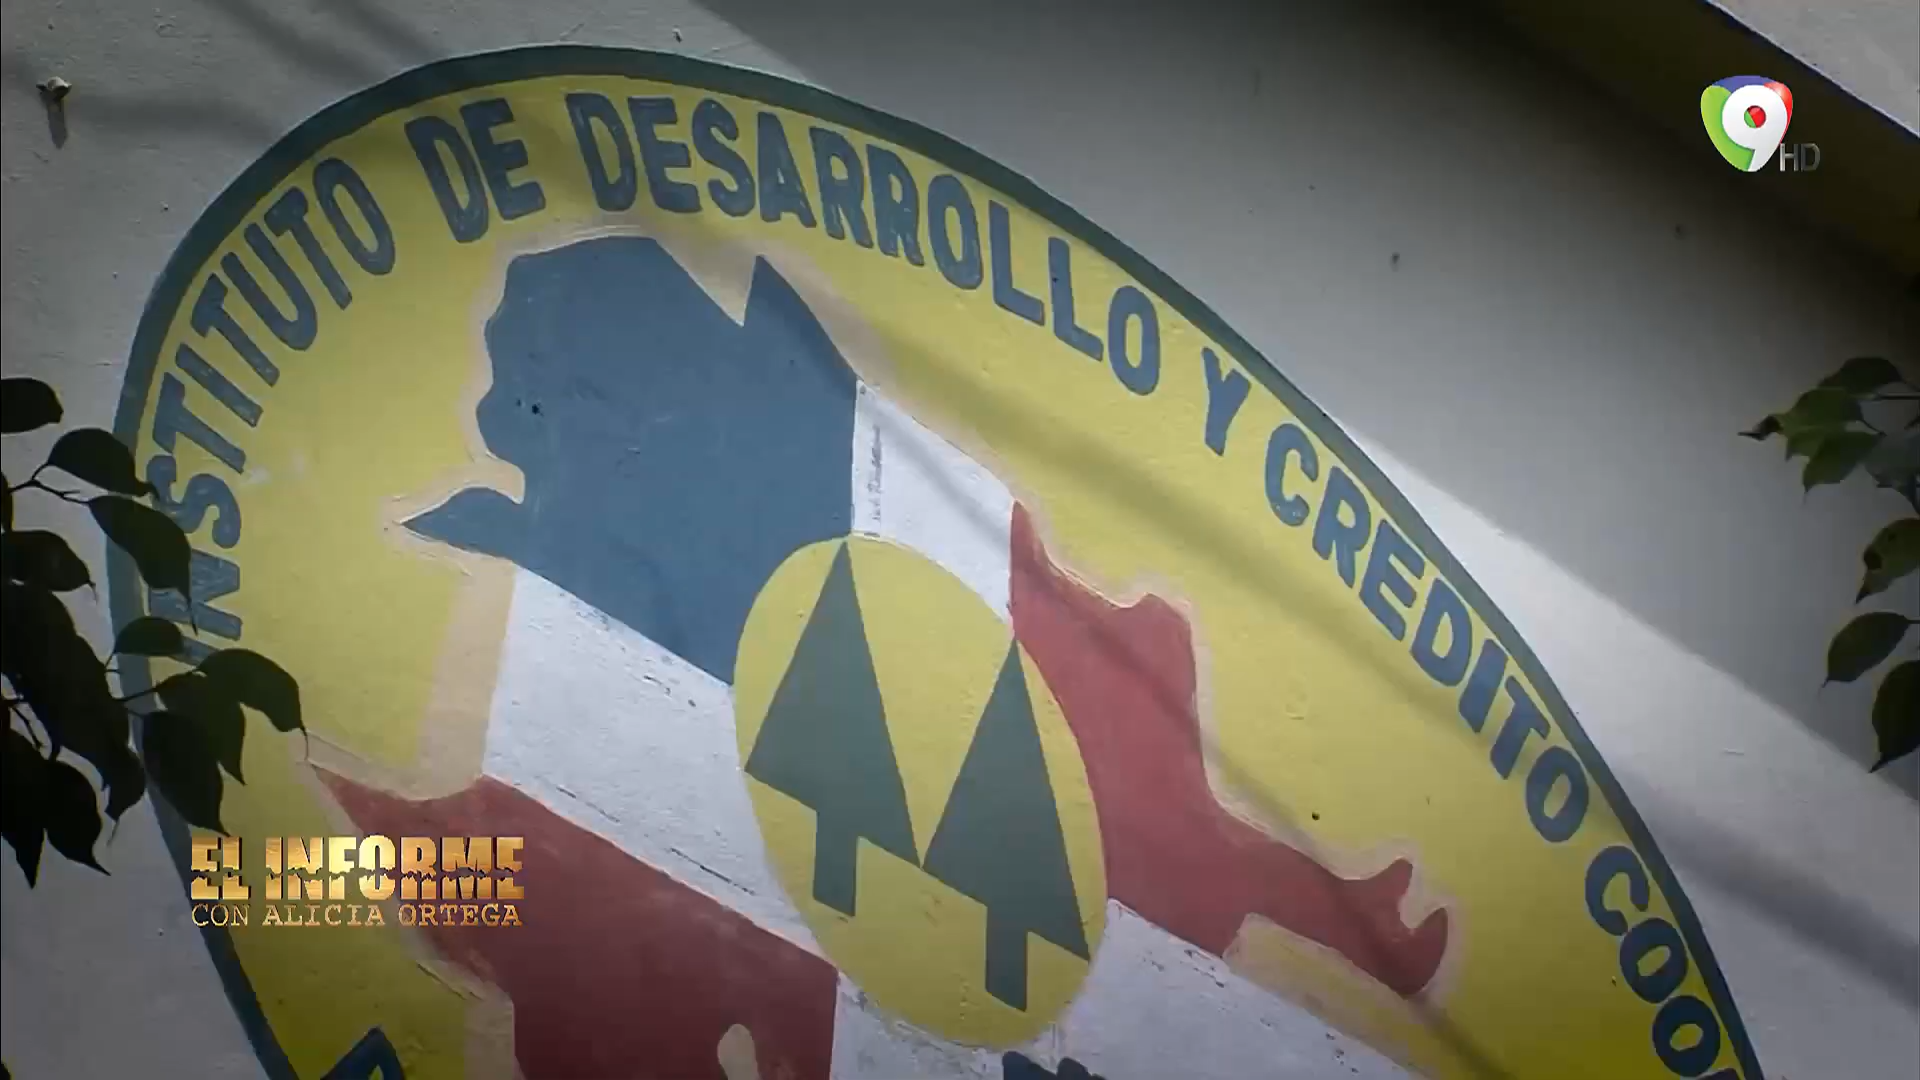 INSTITUTO DE DESARROLLO Y CREDITO COO
9
HD
EL INFORME
CON ALICIA ORTEGA